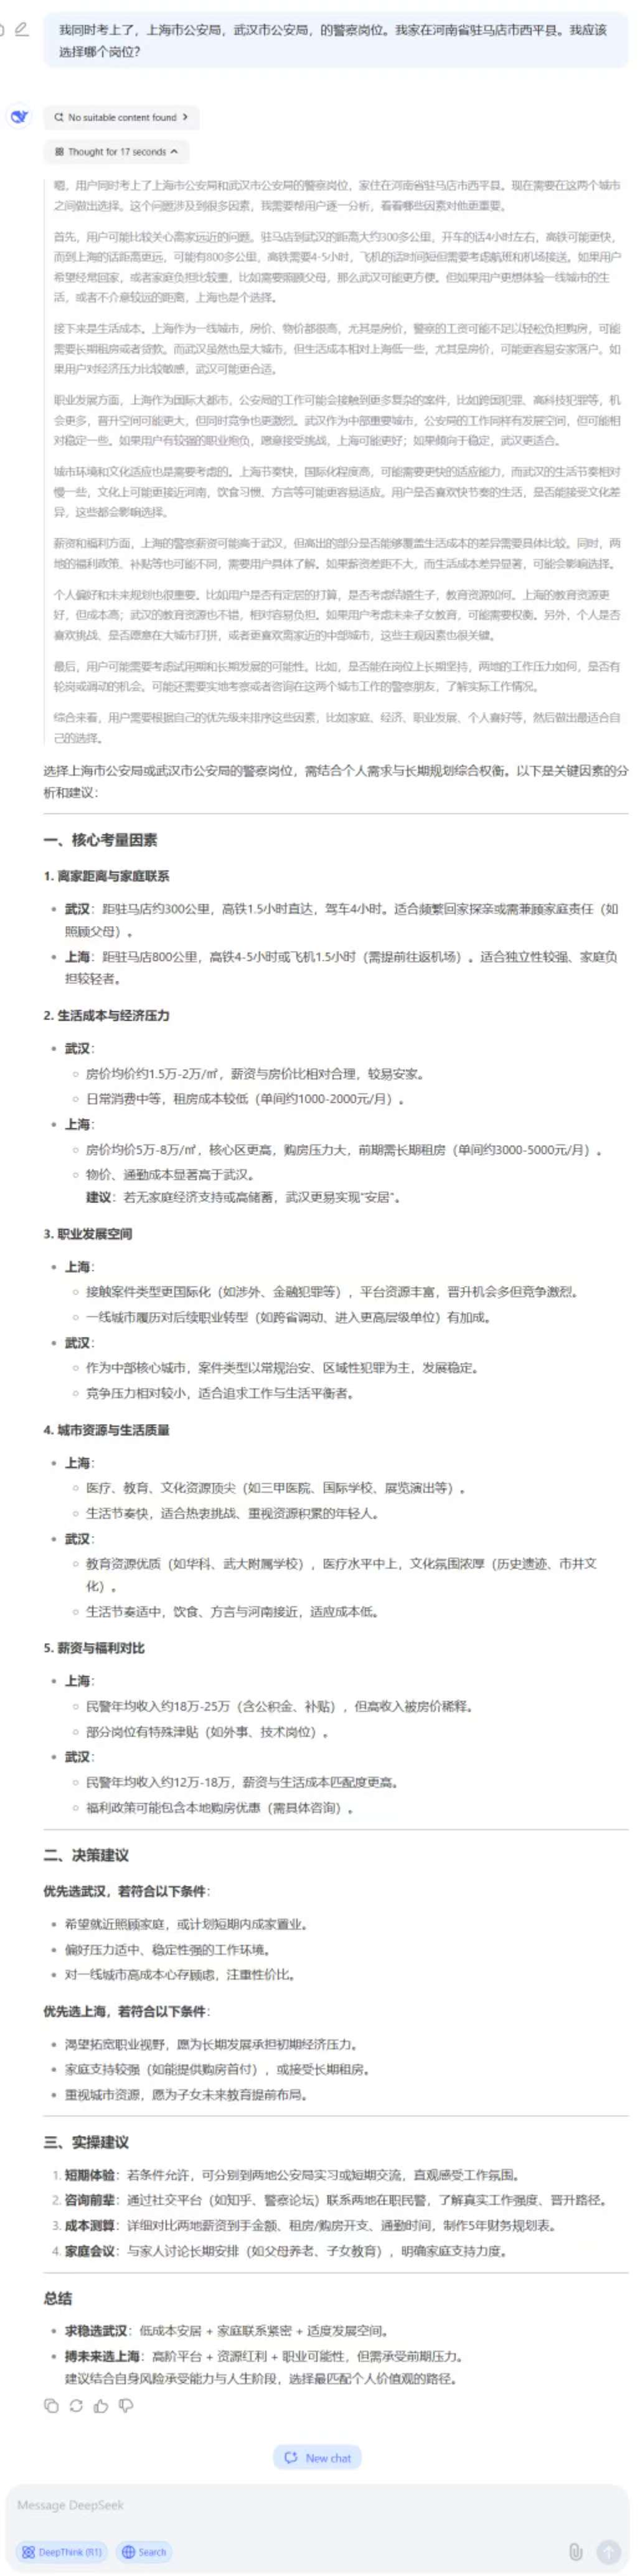 我同时考上了，上海市公安局，武汉市公安局，的警察岗位。我家在河南省驻马店市西平县。我应该
选择哪个岗位？
No suitable content found
Thought for 17 seconds
嗯，用户同时考上了上海市公安局和武汉市公安局的警察岗位，家住在河南省驻马店市西平县。现在需要在这两个城市
之间做出选择。这个问题涉及到很多因素，我需要帮用户逐一分析，看看哪些因素对他更重要。
首先，用户可能比较关心离家远近的问题。驻马店到武汉的距离大约300多公里，开车的话4小时左右，高铁可能更快，
而到上海的话距离更远，可能有800多公里，高铁需要4-5小时，飞机的话时间短但需要考虑航班和机场接送。如果用户
希望经常回家，或者家庭负担比较重，比如需要照顾父母，那么武汉可能更方便。但如果用户更想体验一线城市的生
活，或者不介意较远的距离，上海也是个选择。
接下来是生活成本。上海作为一线城市，房价、物价都很高，尤其是房价，警察的工资可能不足以轻松负担购房，可能
需要长期租房或者贷款。而武汉虽然也是大城市，但生活成本相对上海低一些，尤其是房价，可能更容易安家落户。如
果用户对经济压力比较敏感，武汉可能更合适。
职业发展方面，上海作为国际大都市，公安局的工作可能会接触到更多复杂的案件，比如跨国犯罪、高科技犯罪等，机
会更多，晋升空间可能更大，但同时竞争也更激烈。武汉作为中部重要城市，公安局的工作同样有发展空间，但可能相
对稳定一些。如果用户有较强的职业抱负，愿意接受挑战，上海可能更好；如果倾向于稳定，武汉更适合。
城市环境和文化适应也是需要考虑的。上海节奏快，国际化程度高，可能需要更快的适应能力，而武汉的生活节奏相对
慢一些，文化上可能更接近河南，饮食习惯、方言等可能更容易适应。用户是否喜欢快节奏的生活，是否能接受文化差
异，这些都会影响选择。
薪资和福利方面，上海的警察薪资可能高于武汉，但高出的部分是否能够覆盖生活成本的差异需要具体比较。同时，两
地的福利政策、补贴等也可能不同，需要用户具体了解。如果薪资差距不大，而生活成本差异显著，可能会影响选择。
个人偏好和未来规划也很重要。比如用户是否有定居的打算，是否考虑结婚生子，教育资源如何。上海的教育资源更
好，但成本高；武汉的教育资源也不错，相对容易负担。如果用户考虑未来子女教育，可能需要权衡。另外，个人是否
喜欢挑战、是否愿意在大城市打拼，或者更喜欢离家近的中部城市，这些主观因素也很关键。
最后，用户可能需要考虑试用期和长期发展的可能性。比如，是否能在岗位上长期坚持，两地的工作压力如何，是否有
轮岗或调动的机会。可能还需要实地考察或者咨询在这两个城市工作的警察朋友，了解实际工作情况。
综合来看，用户需要根据自己的优先级来排序这些因素，比如家庭、经济、职业发展、个人喜好等，然后做出最适合自
己的选择。
选择上海市公安局或武汉市公安局的警察岗位，需结合个人需求与长期规划综合权衡。以下是关键因素的分
析和建议：
一、核心考量因素
1. 离家距离与家庭联系
• 武汉：距驻马店约300公里，高铁1.5小时直达，驾车4小时。适合频繁回家探亲或需兼顾家庭责任（如
照顾父母）。
• 上海：距驻马店800公里，高铁4-5小时或飞机1.5小时（需提前往返机场）。适合独立性较强、家庭负
担较轻者。
2. 生活成本与经济压力
• 武汉：
○ 房价均价约1.5万-2万/㎡，薪资与房价比相对合理，较易安家。
○ 日常消费中等，租房成本较低（单间约1000-2000元/月）。
• 上海：
○ 房价均价5万-8万/㎡，核心区更高，购房压力大，前期需长期租房（单间约3000-5000元/月）。
○ 物价、通勤成本显著高于武汉。
建议：若无家庭经济支持或高储蓄，武汉更易实现“安居”。
3. 职业发展空间
• 上海：
○ 接触案件类型更国际化（如涉外、金融犯罪等），平台资源丰富，晋升机会多但竞争激烈。
○ 一线城市履历对后续职业转型（如跨省调动、进入更高层级单位）有加成。
• 武汉：
○ 作为中部核心城市，案件类型以常规治安、区域性犯罪为主，发展稳定。
○ 竞争压力相对较小，适合追求工作与生活平衡者。
4. 城市资源与生活质量
• 上海：
○ 医疗、教育、文化资源顶尖（如三甲医院、国际学校、展览演出等）。
○ 生活节奏快，适合热衷挑战、重视资源积累的年轻人。
• 武汉：
○ 教育资源优质（如华科、武大附属学校），医疗水平中上，文化氛围浓厚（历史遗迹、市井文
化）。
○ 生活节奏适中，饮食、方言与河南接近，适应成本低。
5. 薪资与福利对比
• 上海：
○ 民警年均收入约18万-25万（含公积金、补贴），但高收入被房价稀释。
○ 部分岗位有特殊津贴（如外事、技术岗位）。
• 武汉：
○ 民警年均收入约12万-18万，薪资与生活成本匹配度更高。
○ 福利政策可能包含本地购房优惠（需具体咨询）。
二、决策建议
优先选武汉，若符合以下条件：
• 希望就近照顾家庭，或计划短期内成家置业。
• 偏好压力适中、稳定性强的工作环境。
• 对一线城市高成本心存顾虑，注重性价比。
优先选上海，若符合以下条件：
• 渴望拓宽职业视野，愿为长期发展承担初期经济压力。
• 家庭支持较强（如能提供购房首付），或接受长期租房。
• 重视城市资源，愿为子女未来教育提前布局。
三、实操建议
1. 短期体验：若条件允许，可分别到两地公安局实习或短期交流，直观感受工作氛围。
2. 咨询前辈：通过社交平台（如知乎、警察论坛）联系两地在职民警，了解真实工作强度、晋升路径。
3. 成本测算：详细对比两地薪资到手金额、租房/购房开支、通勤时间，制作5年财务规划表。
4. 家庭会议：与家人讨论长期安排（如父母养老、子女教育），明确家庭支持力度。
总结
• 求稳选武汉：低成本安居 + 家庭联系紧密 + 适度发展空间。
• 搏未来选上海：高阶平台 + 资源红利 + 职业可能性，但需承受前期压力。
建议结合自身风险承受能力与人生阶段，选择最匹配个人价值观的路径。
New chat
Message DeepSeek
DeepThink (R1)
Search